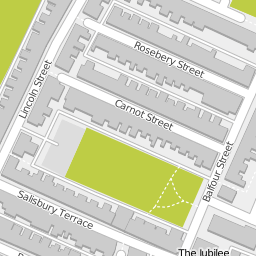 Rosebery Street
Lincoln Street
Carnot Street
Balfour Street
Salisbury Terrace
The Jubilee